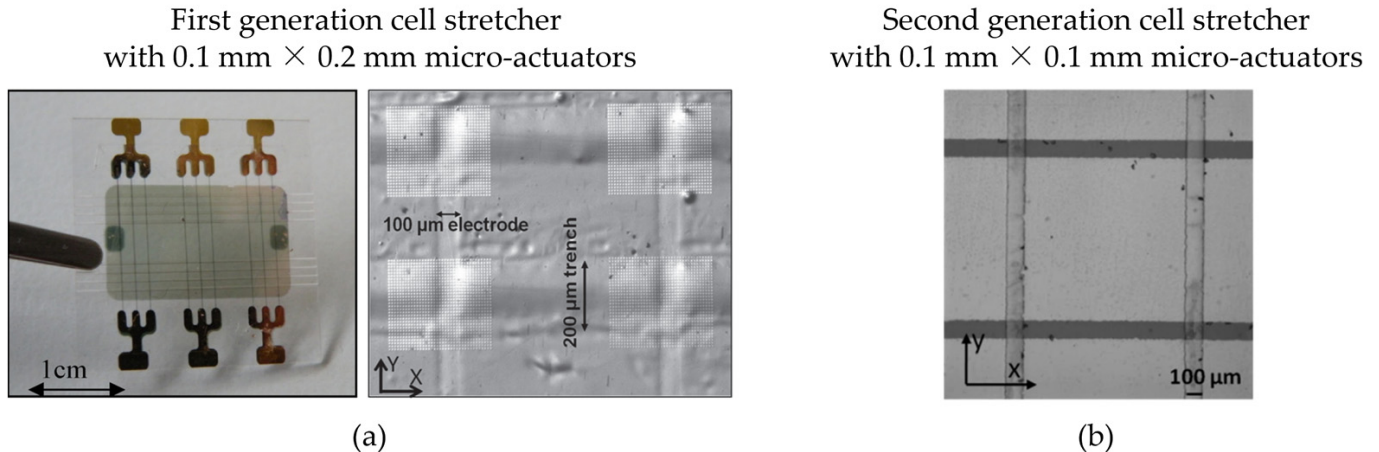 First generation cell stretcher
with 0.1 mm × 0.2 mm micro-actuators
Second generation cell stretcher
with 0.1 mm × 0.1 mm micro-actuators
1cm
100 µm electrode
200 µm trench
Y
X
y
x
100 µm
(a)
(b)